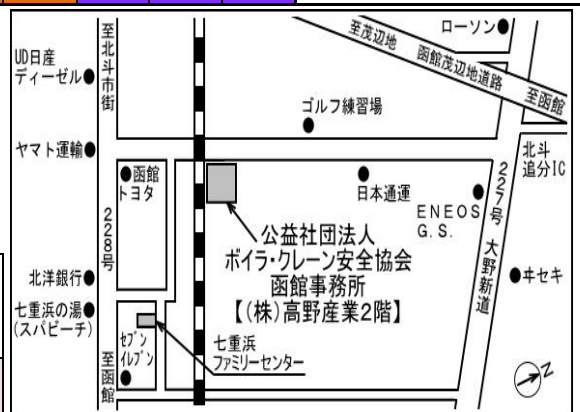 至北斗市街
UD日産
ディーゼル
ヤマト運輸
函館
トヨタ
228号
北洋銀行
七重浜の湯
(スパビーチ)
セブン
イレブン
至函館
ローソン
至茂辺地
函館茂辺地道路
至函館
ゴルフ練習場
北斗
追分IC
日本通運
ENEOS
G.S.
227号 大野新道
ヰセキ
公益社団法人
ボイラ・クレーン安全協会
函館事務所
【(株)高野産業2階】
七重浜
ファミリーセンター
N